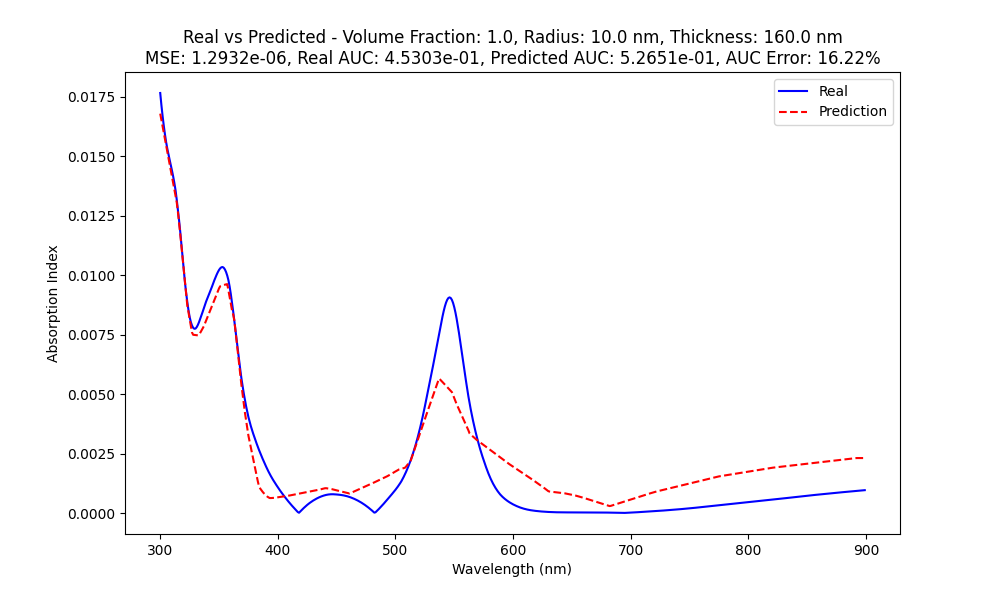 Real vs Predicted - Volume Fraction: 1.0, Radius: 10.0 nm, Thickness: 160.0 nm
MSE: 1.2932e-06, Real AUC: 4.5303e-01, Predicted AUC: 5.2651e-01, AUC Error: 16.22%
Real
Prediction
Absorption Index
0.0175
0.0150
0.0125
0.0100
0.0075
0.0050
0.0025
0.0000
300 400 500 600 700 800 900
Wavelength (nm)